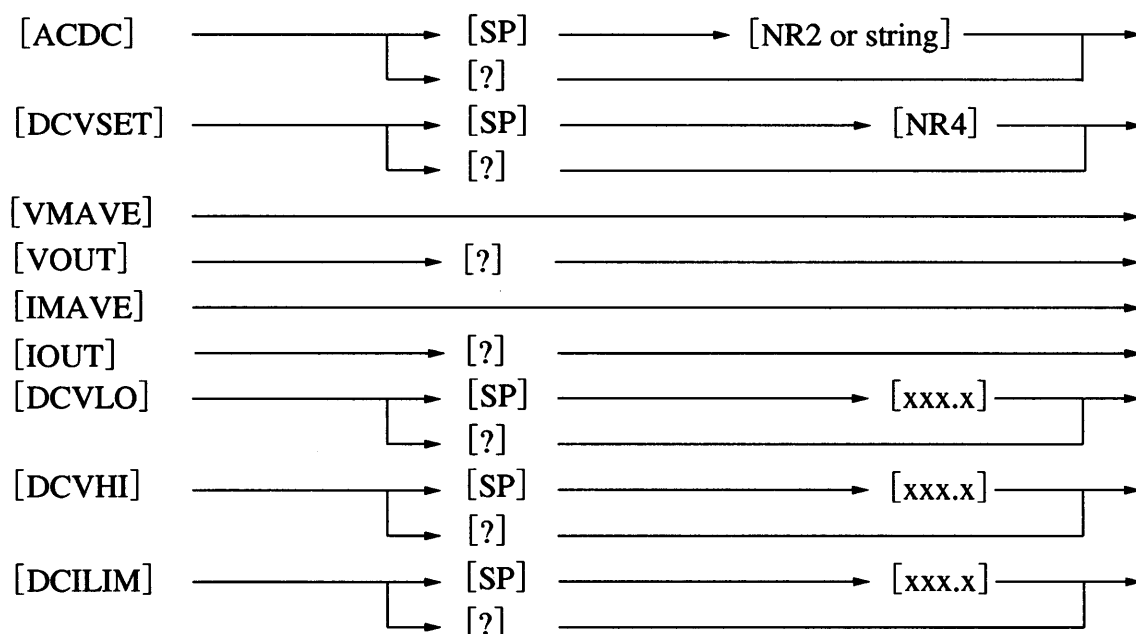 [ACDC] [SP] [NR2 or string]
[?]
[DCVSET] [SP] [NR4]
[?]
[VMAVE]
[VOUT] [?]
[IMAVE]
[IOUT] [?]
[DCVLO] [SP] [xxx.x]
[?]
[DCVHI] [SP] [xxx.x]
[?]
[DCILIM] [SP] [xxx.x]
[?]